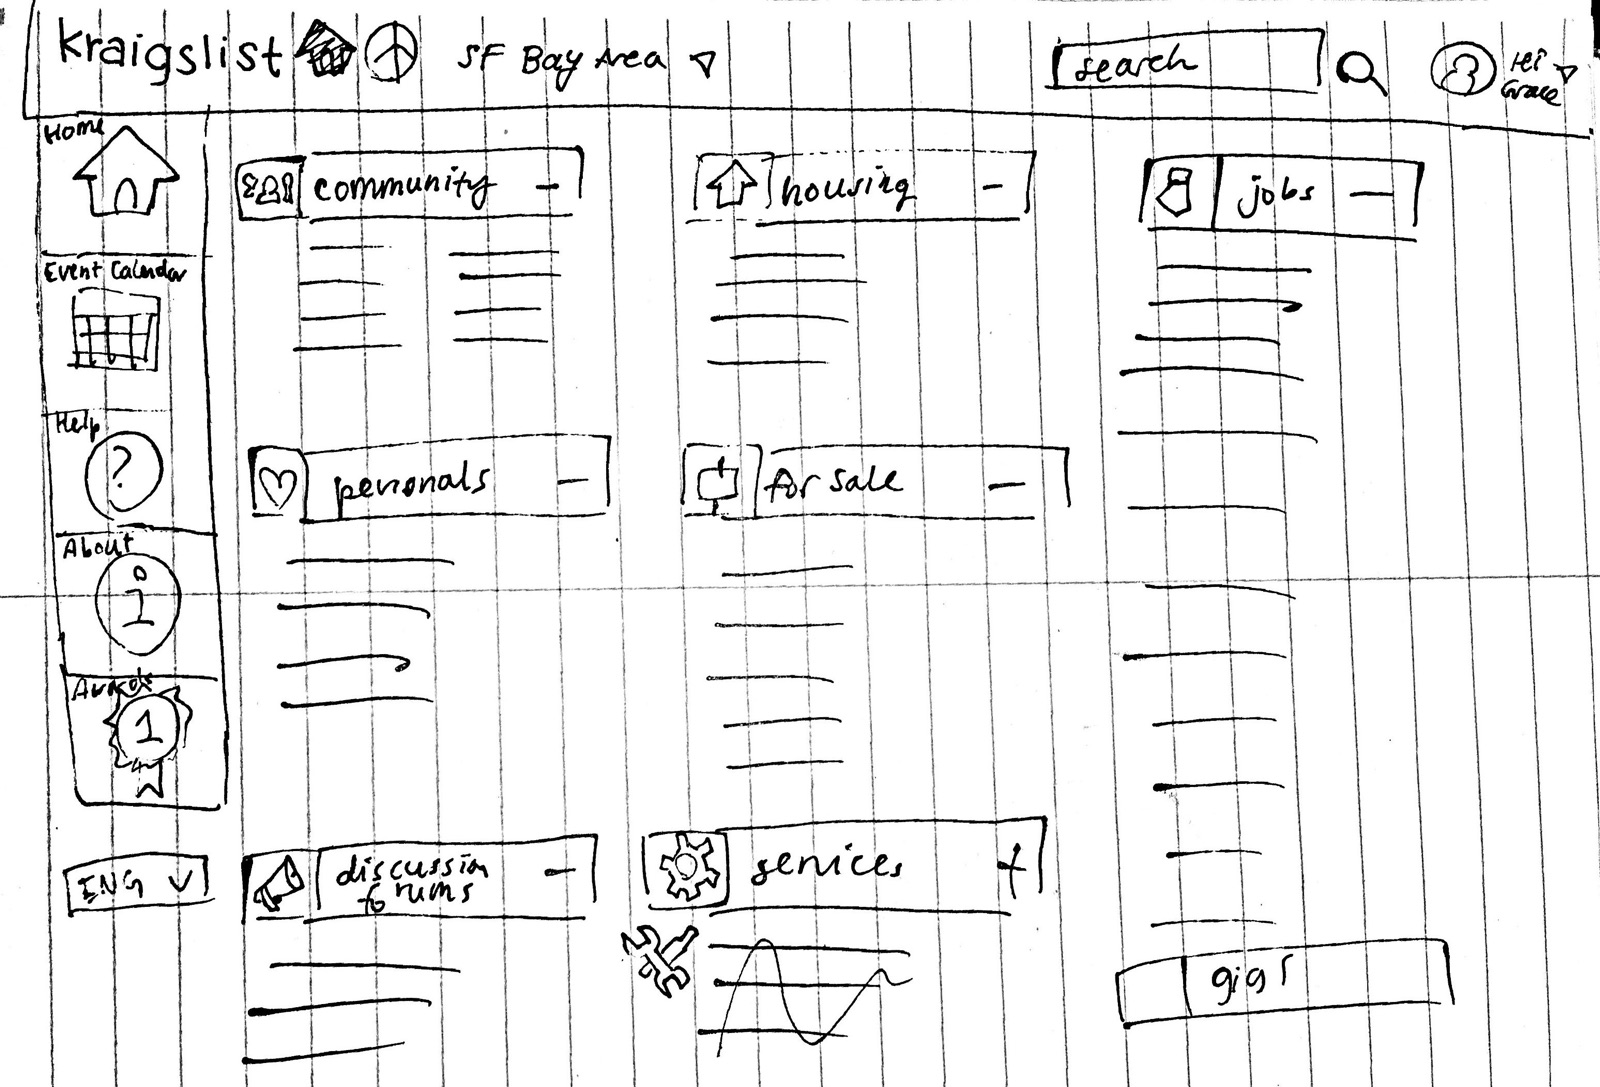 Kraigslist SF Bay Area
search
Hi
Grace
Home
Event Calendar
Help
?
About
i
Awards
1
ENG
community
housing
jobs
personals
for sale
discussion
forums
services
gigs